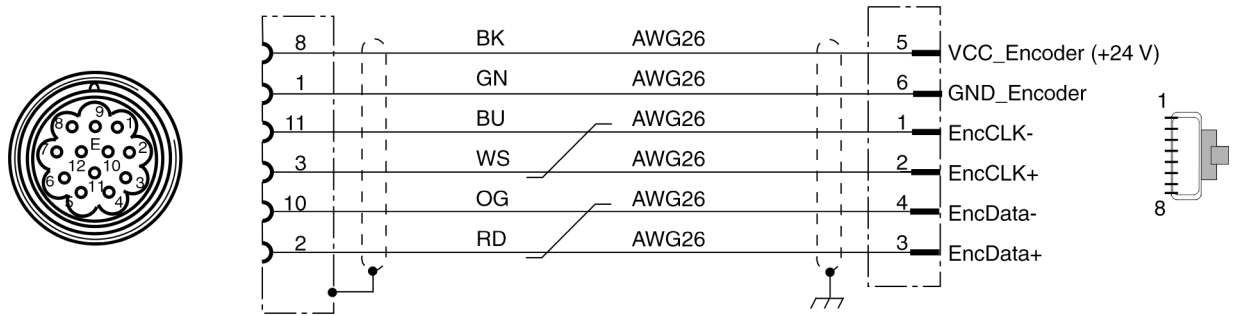 8 BK AWG26 5 VCC_Encoder (+24 V)
1 GN AWG26 6 GND_Encoder
11 BU AWG26 1 EncCLK-
3 WS AWG26 2 EncCLK+
10 OG AWG26 4 EncData-
2 RD AWG26 3 EncData+
8 9 1
7 E 2
12 10
6 11 3
5 4
1
8